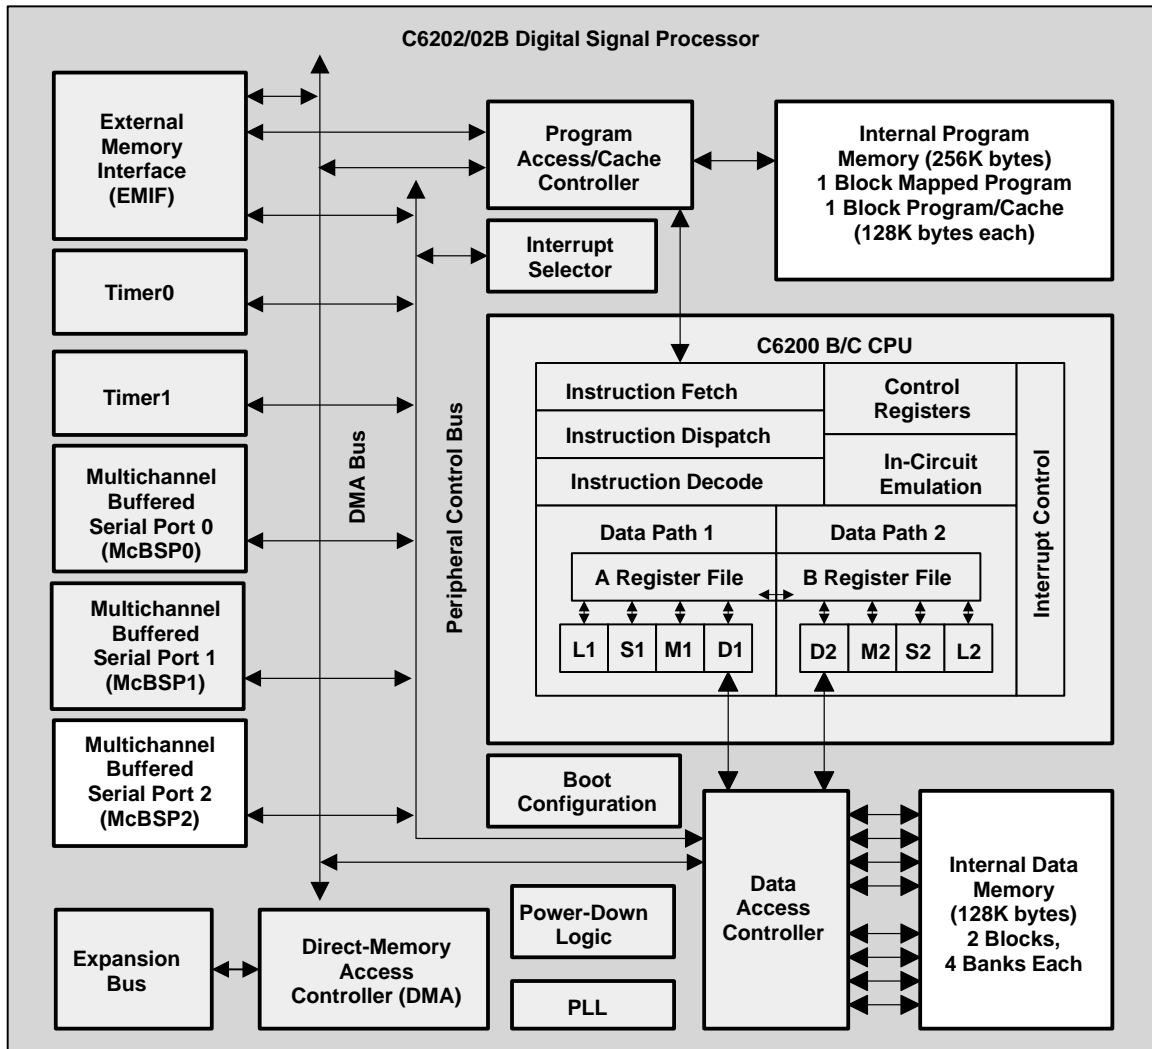 C6202/02B Digital Signal Processor
External
Memory
Interface
(EMIF)
Program
Access/Cache
Controller
Internal Program
Memory (256K bytes)
1 Block Mapped Program
1 Block Program/Cache
(128K bytes each)
Interrupt
Selector
Timer0
Timer1
Multichannel
Buffered
Serial Port 0
(McBSP0)
Multichannel
Buffered
Serial Port 1
(McBSP1)
Multichannel
Buffered
Serial Port 2
(McBSP2)
DMA Bus
Peripheral Control Bus
C6200 B/C CPU
Instruction Fetch
Instruction Dispatch
Instruction Decode
Control
Registers
In-Circuit
Emulation
Interrupt Control
Data Path 1
Data Path 2
A Register File
B Register File
L1 S1 M1 D1
D2 M2 S2 L2
Boot
Configuration
Data
Access
Controller
Internal Data
Memory
(128K bytes)
2 Blocks,
4 Banks Each
Power-Down
Logic
PLL
Expansion
Bus
Direct-Memory
Access
Controller (DMA)